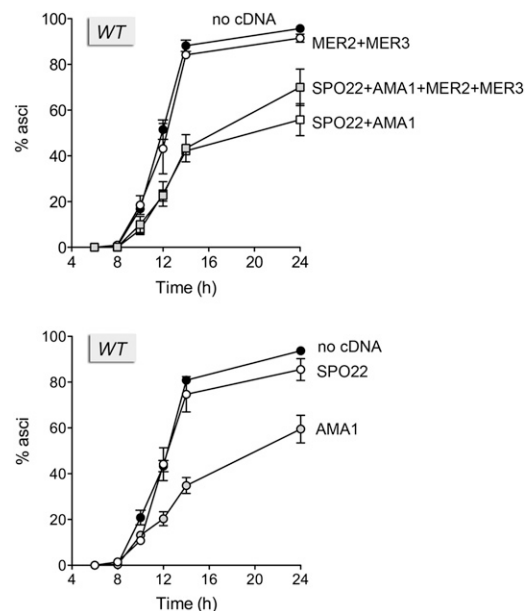 no cDNA
WT
MER2+MER3
SPO22+AMA1+MER2+MER3
SPO22+AMA1
% asci
100
80
60
40
20
0
4 8 12 16 20 24
Time (h)
WT
no cDNA
SPO22
AMA1
% asci
100
80
60
40
20
0
4 8 12 16 20 24
Time (h)